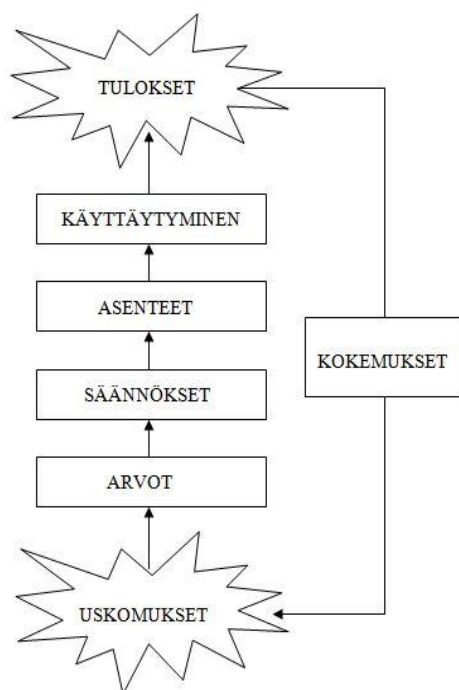 TULOKSET
KÄYTTÄYTYMINEN
ASENTEET
KOKEMUKSET
SÄÄNNÖKSET
ARVOT
USKOMUKSET